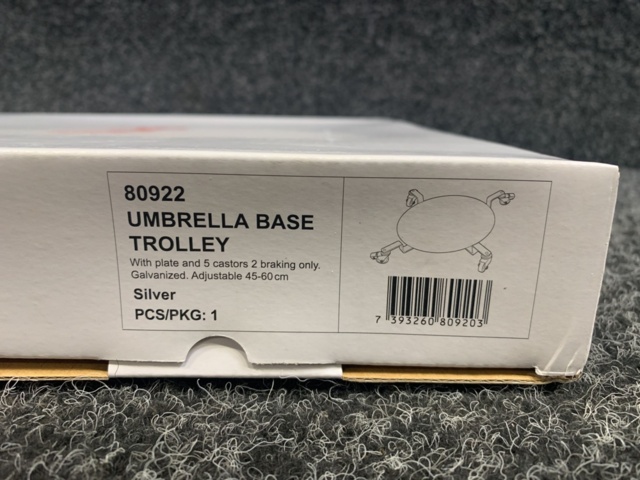 80922
UMBRELLA BASE
TROLLEY
With plate and 5 castors 2 braking only.
Galvanized. Adjustable 45-60cm
Silver
PCS/PKG: 1
7 393260 809203